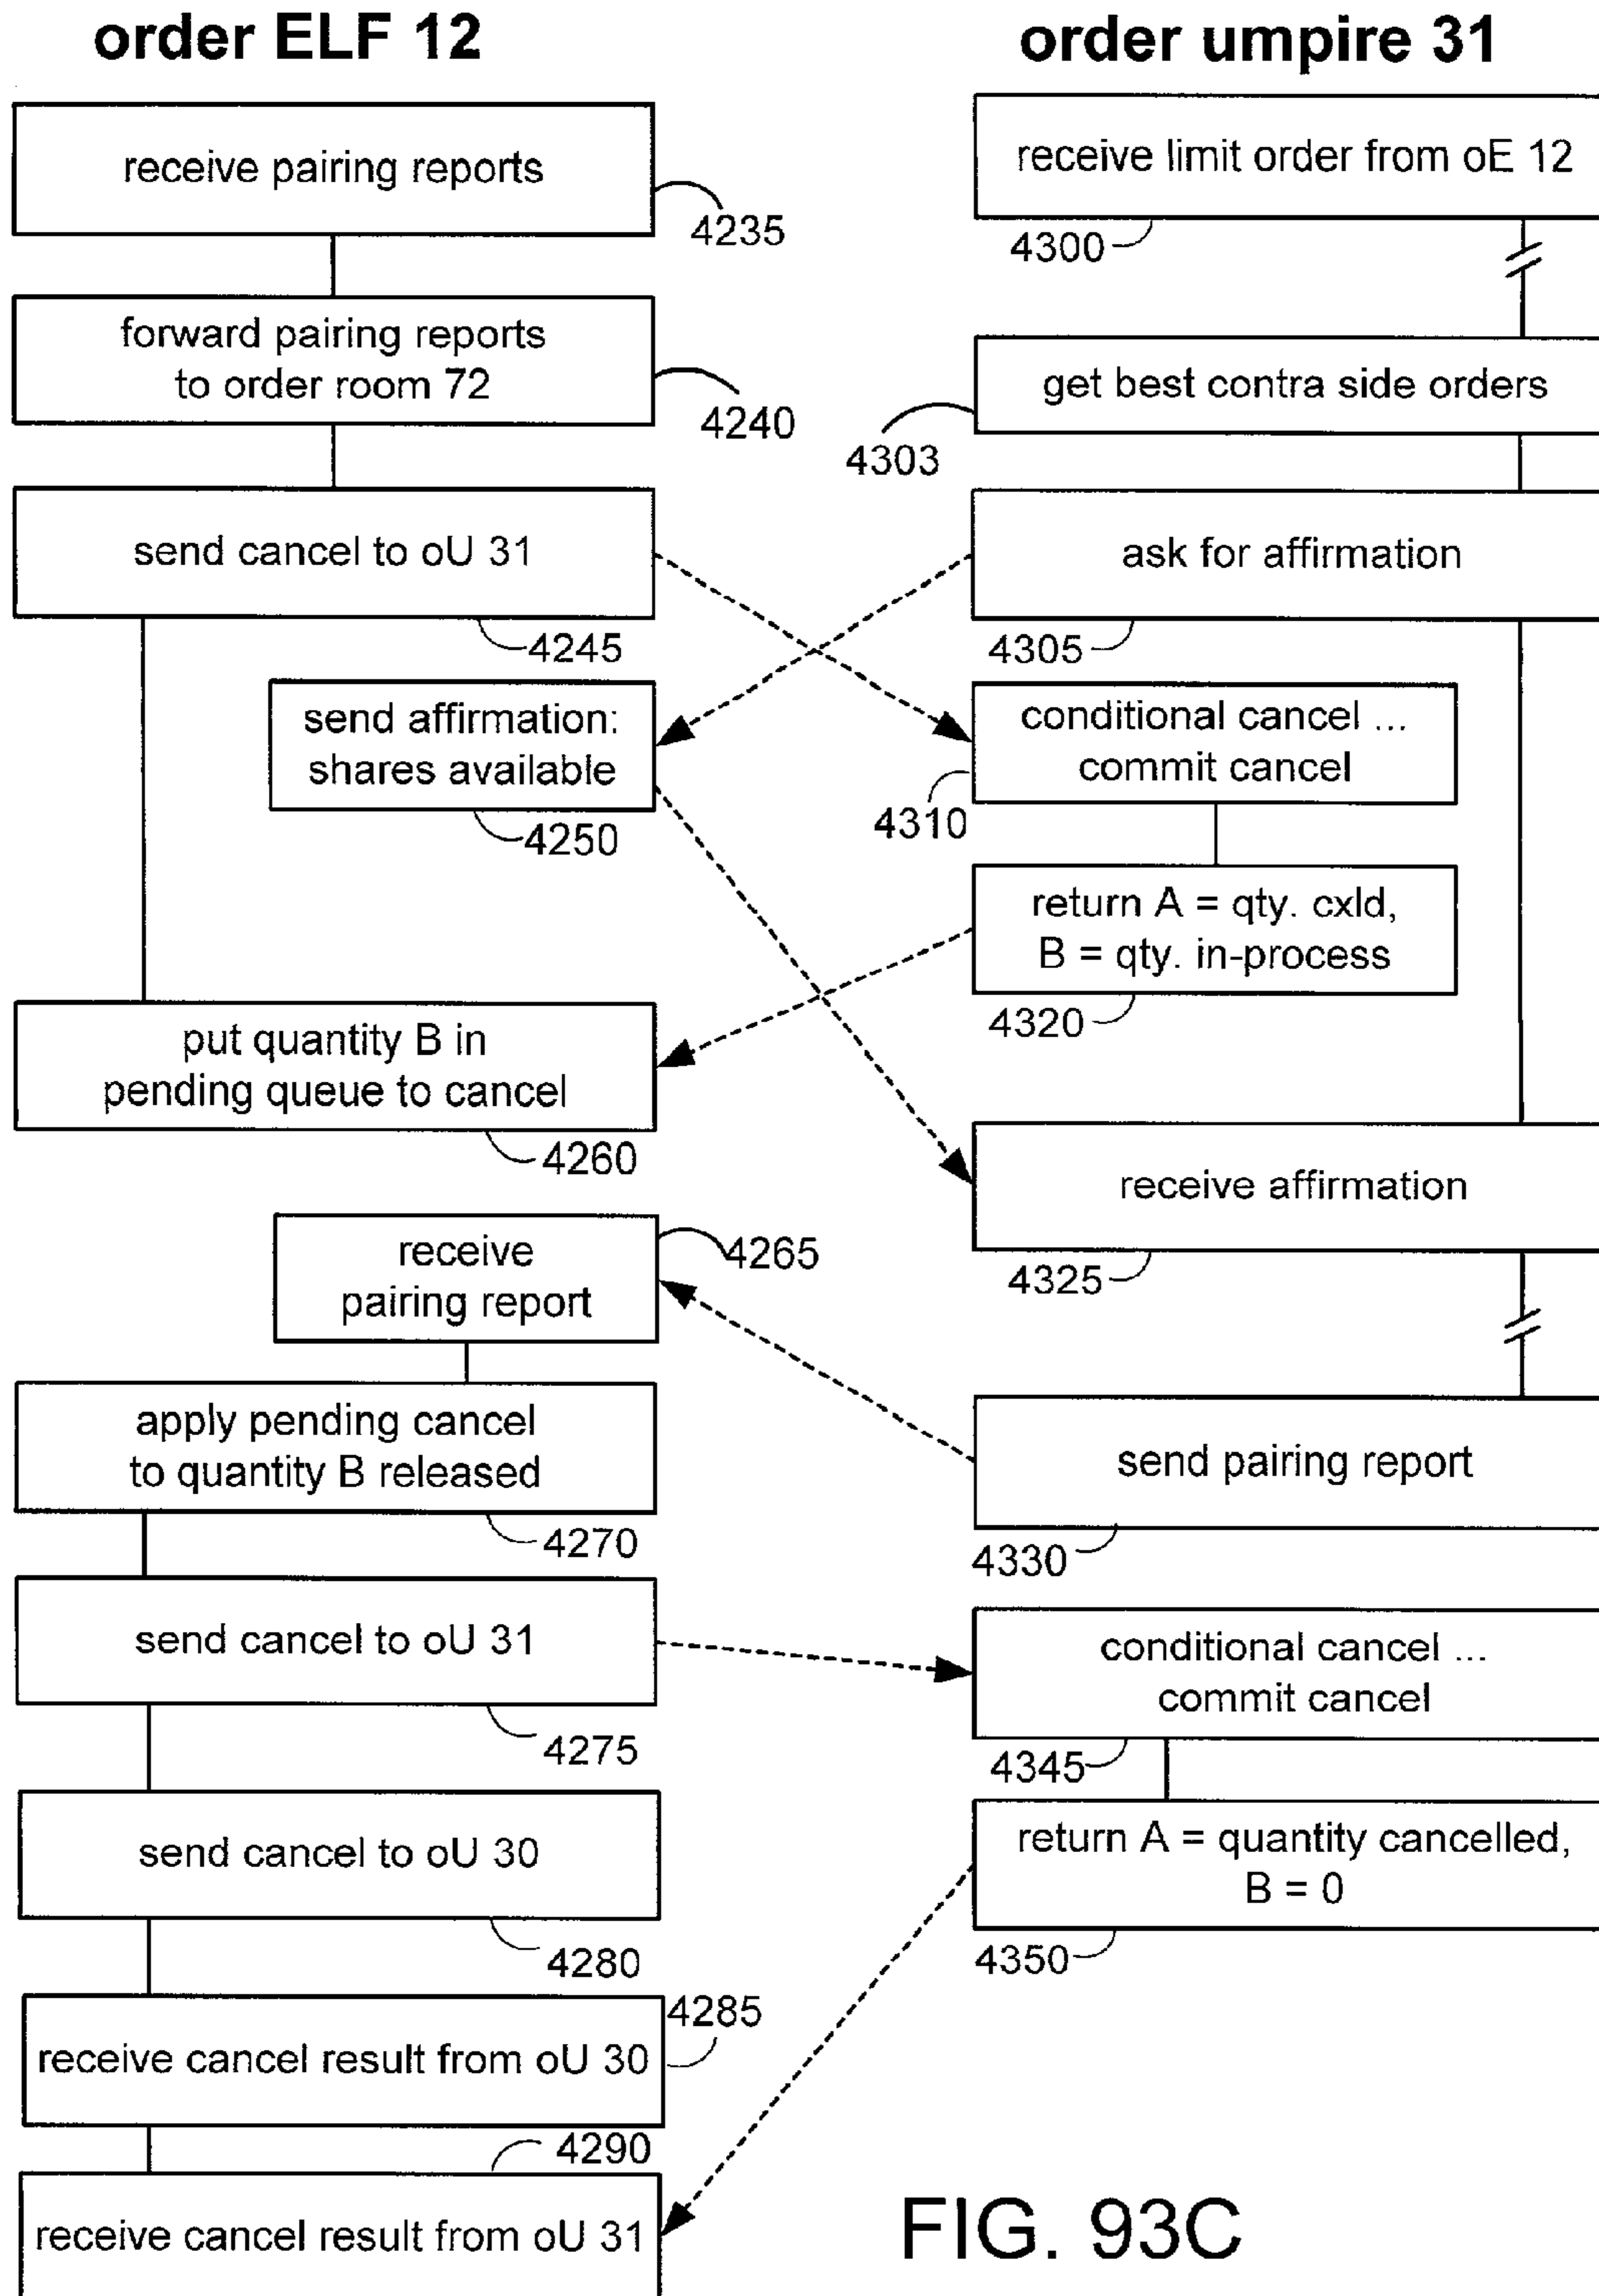 order ELF 12
receive pairing reports
4235
forward pairing reports
to order room 72
4240
send cancel to oU 31
4245
send affirmation:
shares available
4250
put quantity B in
pending queue to cancel
4260
receive
pairing report
4265
apply pending cancel
to quantity B released
4270
send cancel to oU 31
4275
send cancel to oU 30
4280
4285
receive cancel result from oU 30
4290
receive cancel result from oU 31
order umpire 31
receive limit order from oE 12
4300
get best contra side orders
4303
ask for affirmation
4305
conditional cancel ...
commit cancel
4310
return A = qty. cxld,
B = qty. in-process
4320
receive affirmation
4325
send pairing report
4330
conditional cancel ...
commit cancel
4345
return A = quantity cancelled,
B = 0
4350
FIG. 93C